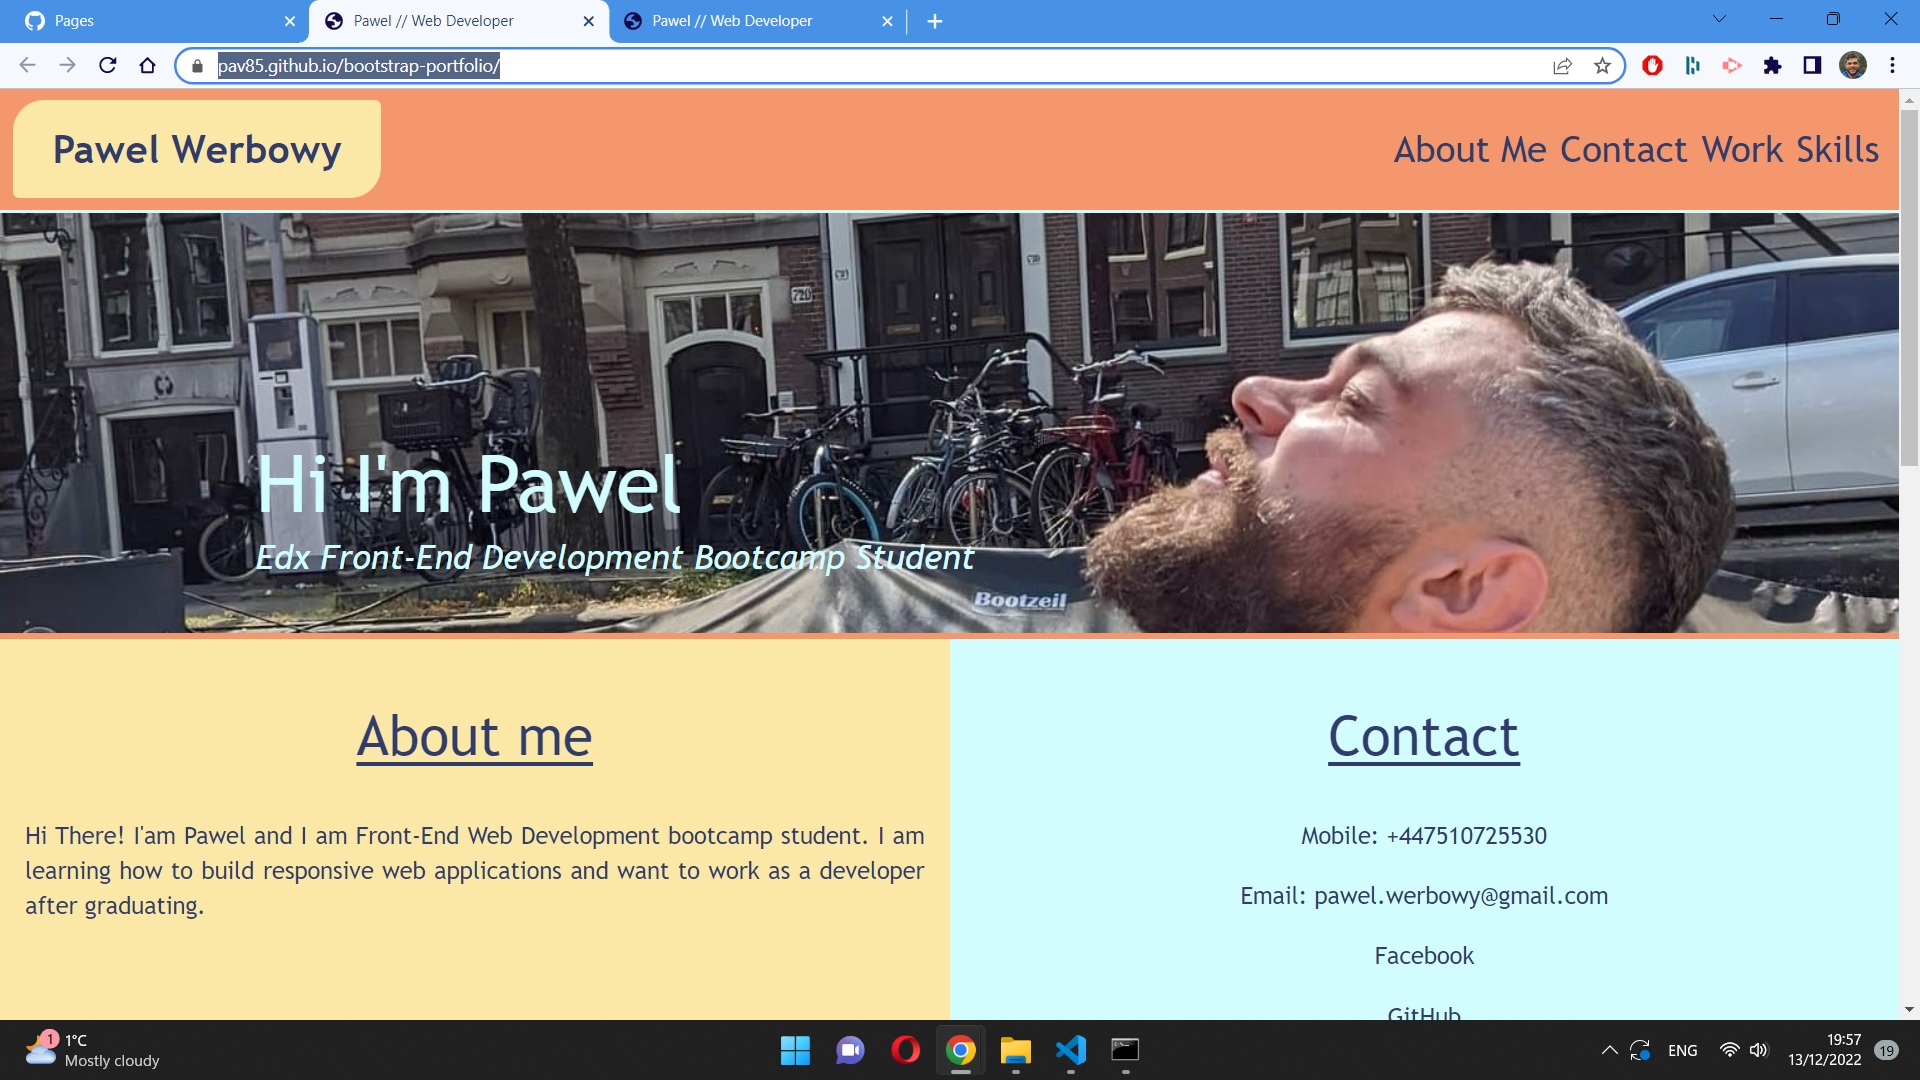 Pages
Pawel // Web Developer
Pawel // Web Developer
pav85.github.io/bootstrap-portfolio/
Pawel Werbowy
About Me Contact Work Skills
Hi I'm Pawel
Edx Front-End Development Bootcamp Student
Bootzeil
About me
Hi There! I'am Pawel and I am Front-End Web Development bootcamp student. I am
learning how to build responsive web applications and want to work as a developer
after graduating.
Contact
Mobile: +447510725530
Email: pawel.werbowy@gmail.com
Facebook
GitHub
1
1°C
Mostly cloudy
ENG
19:57
13/12/2022
19